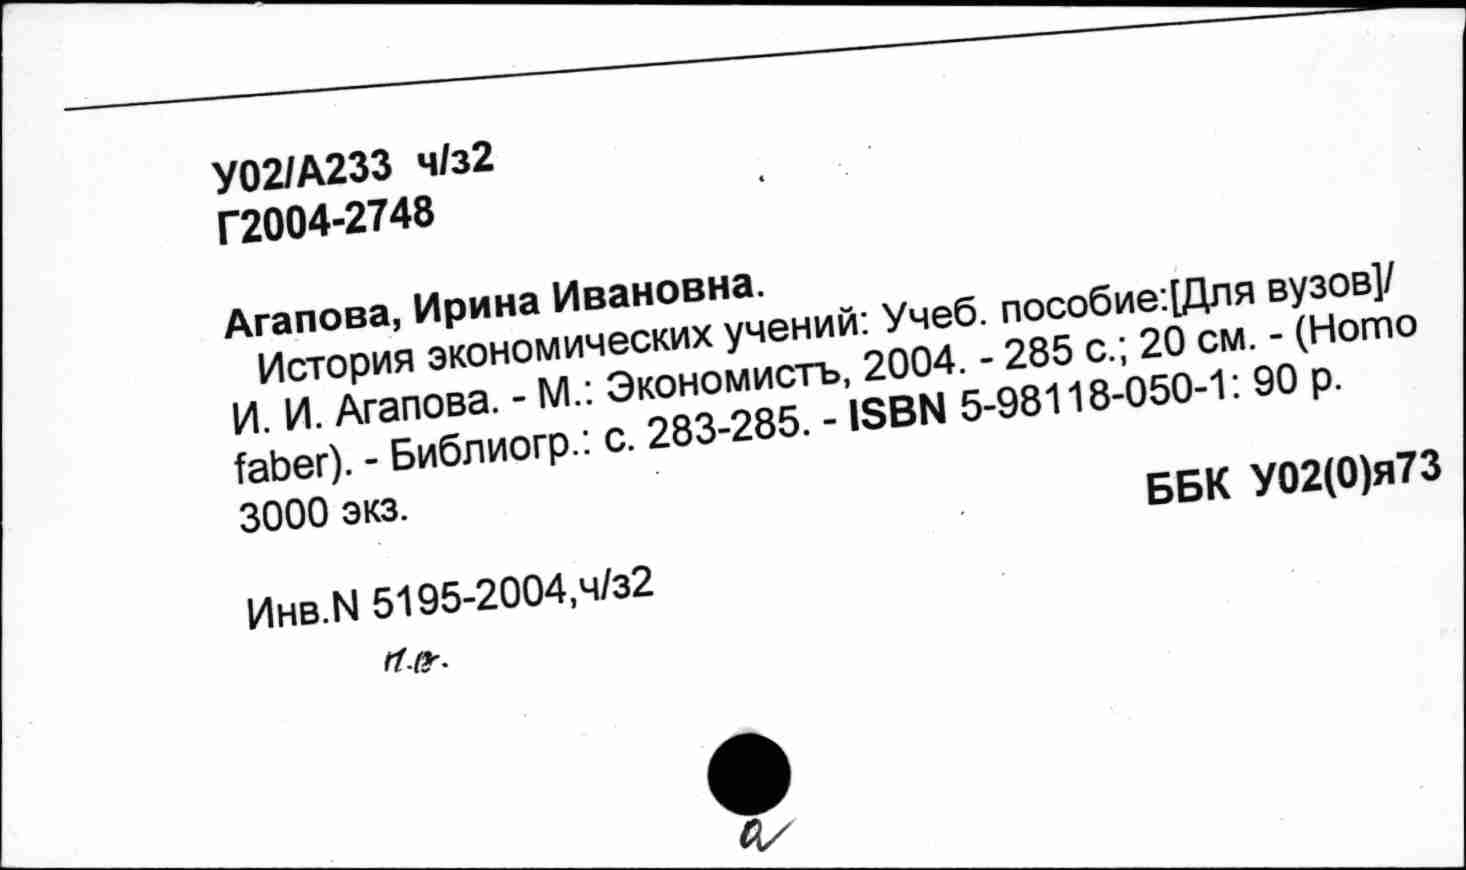 У02/А233 ч/з2
Г2004-2748
Агапова, Ирина Ивановна.
История экономических учений: Учеб. пособие:[Для вузов]/
И. И. Агапова. - М.: Экономистъ, 2004. - 285 с.; 20 см. - (Homo
faber). - Библиогр.: с. 283-285. - ISBN 5-98118-050-1: 90 р.
3000 экз.
ББК У02(0)я73
Инв.N 5195-2004,ч/з2
а